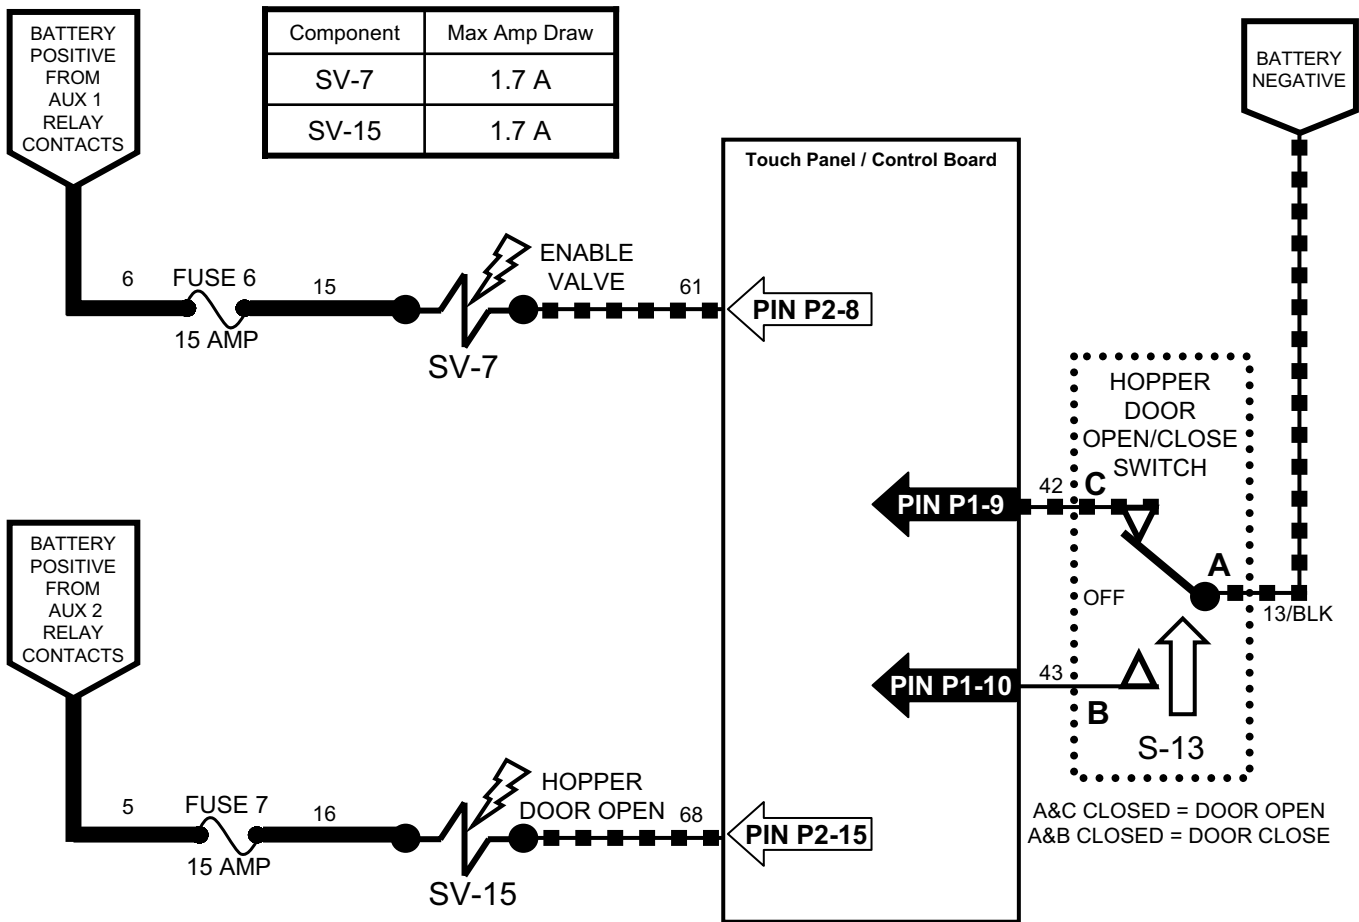 BATTERY
POSITIVE
FROM
AUX 1
RELAY
CONTACTS
Component Max Amp Draw
SV-7 1.7 A
SV-15 1.7 A
BATTERY
NEGATIVE
Touch Panel / Control Board
6
FUSE 6
15 AMP
15
SV-7
ENABLE
VALVE
61
PIN P2-8
HOPPER
DOOR
OPEN/CLOSE
SWITCH
PIN P1-9
42
C
A
OFF
13/BLK
PIN P1-10
43
B
S-13
A&C CLOSED = DOOR OPEN
A&B CLOSED = DOOR CLOSE
BATTERY
POSITIVE
FROM
AUX 2
RELAY
CONTACTS
5
FUSE 7
15 AMP
16
SV-15
HOPPER
DOOR OPEN
68
PIN P2-15